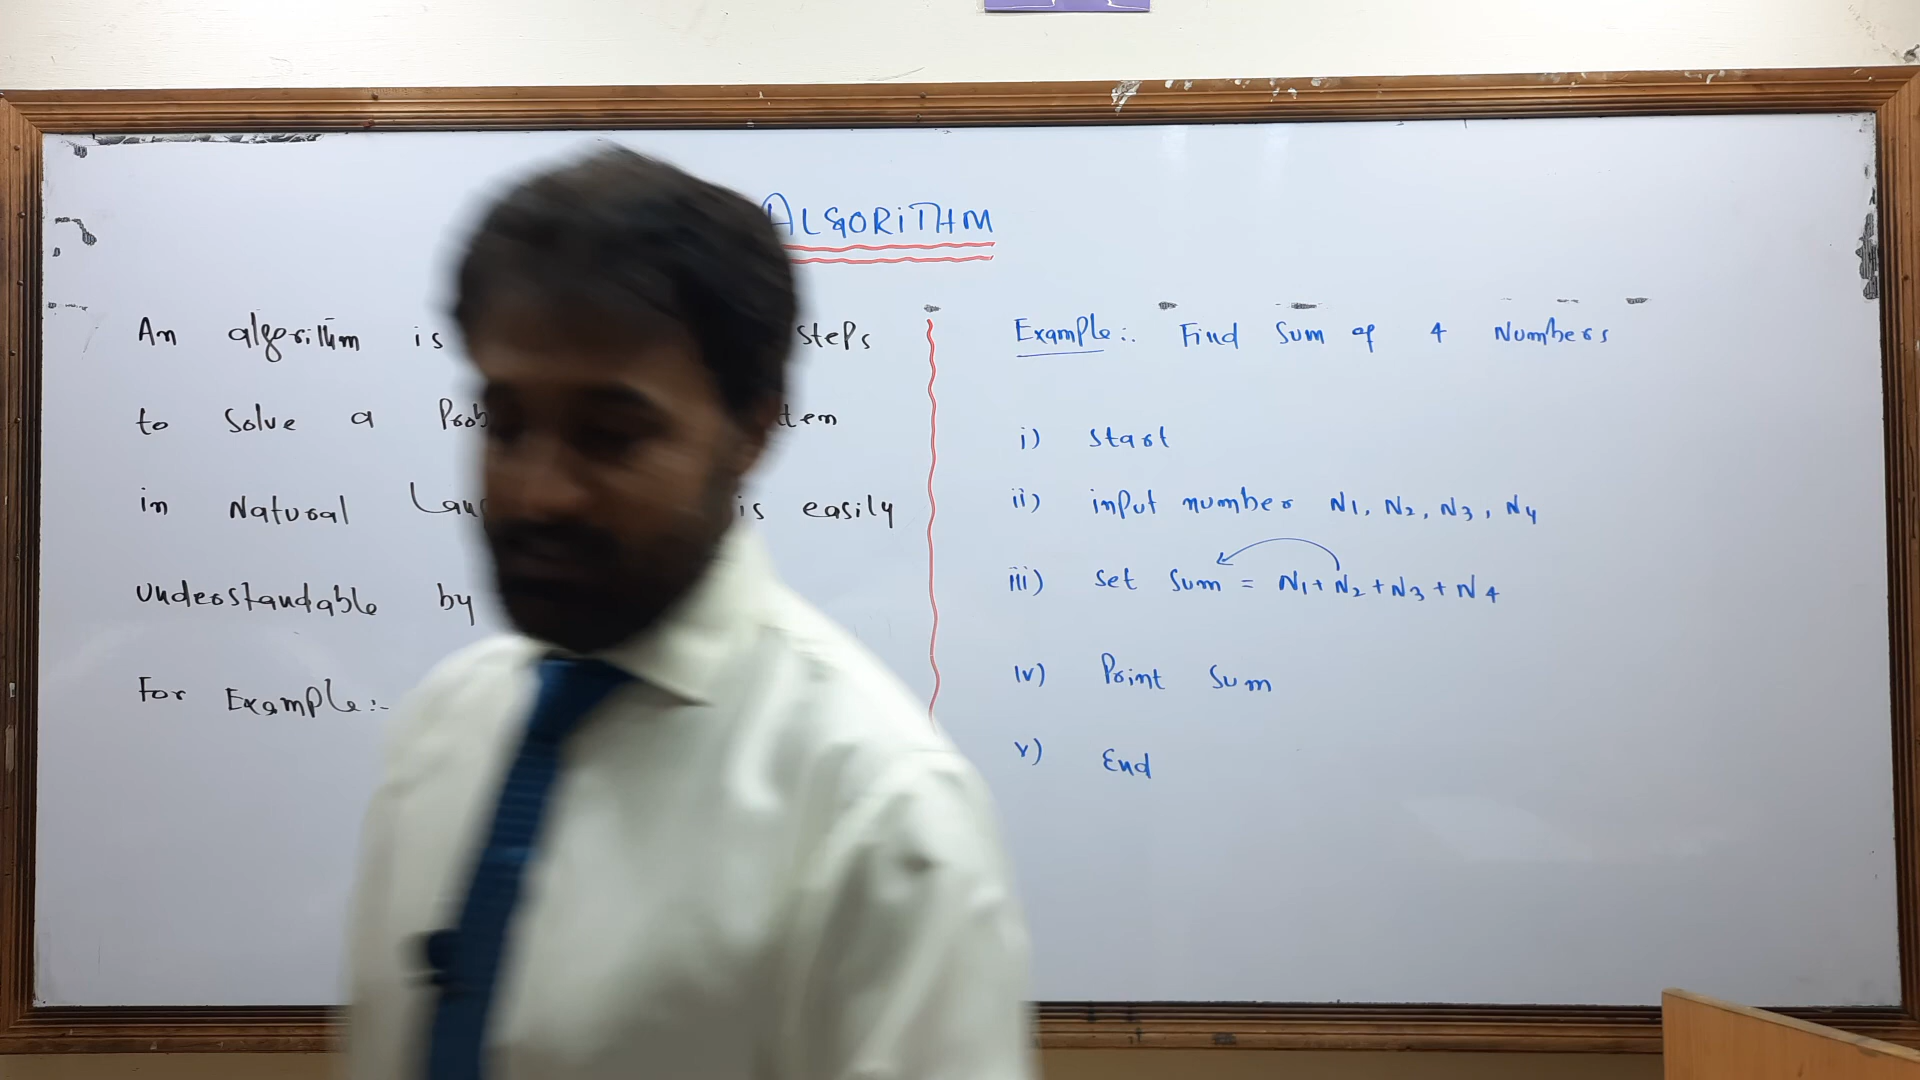 ALGORITHM
An algorithm is steps
to Solve a
in Natural is easily
Understandable by
For Example:-
Example:. Find Sum of 4 Numbers
i) Start
ii) input number N1, N2, N3, N4
iii) Set Sum = N1+N2+N3+N4
iv) Print Sum
v) End